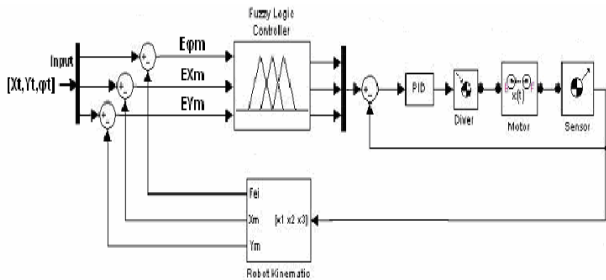 Fuzzy Logic
Controller
Input
[Xt,Yt,φt]
Eφm
EXm
EYm
PID
Diver
x(t)
Motor
Sensor
Fei
Xm
Ym
[x1 x2 x3]
Robot Kinematic